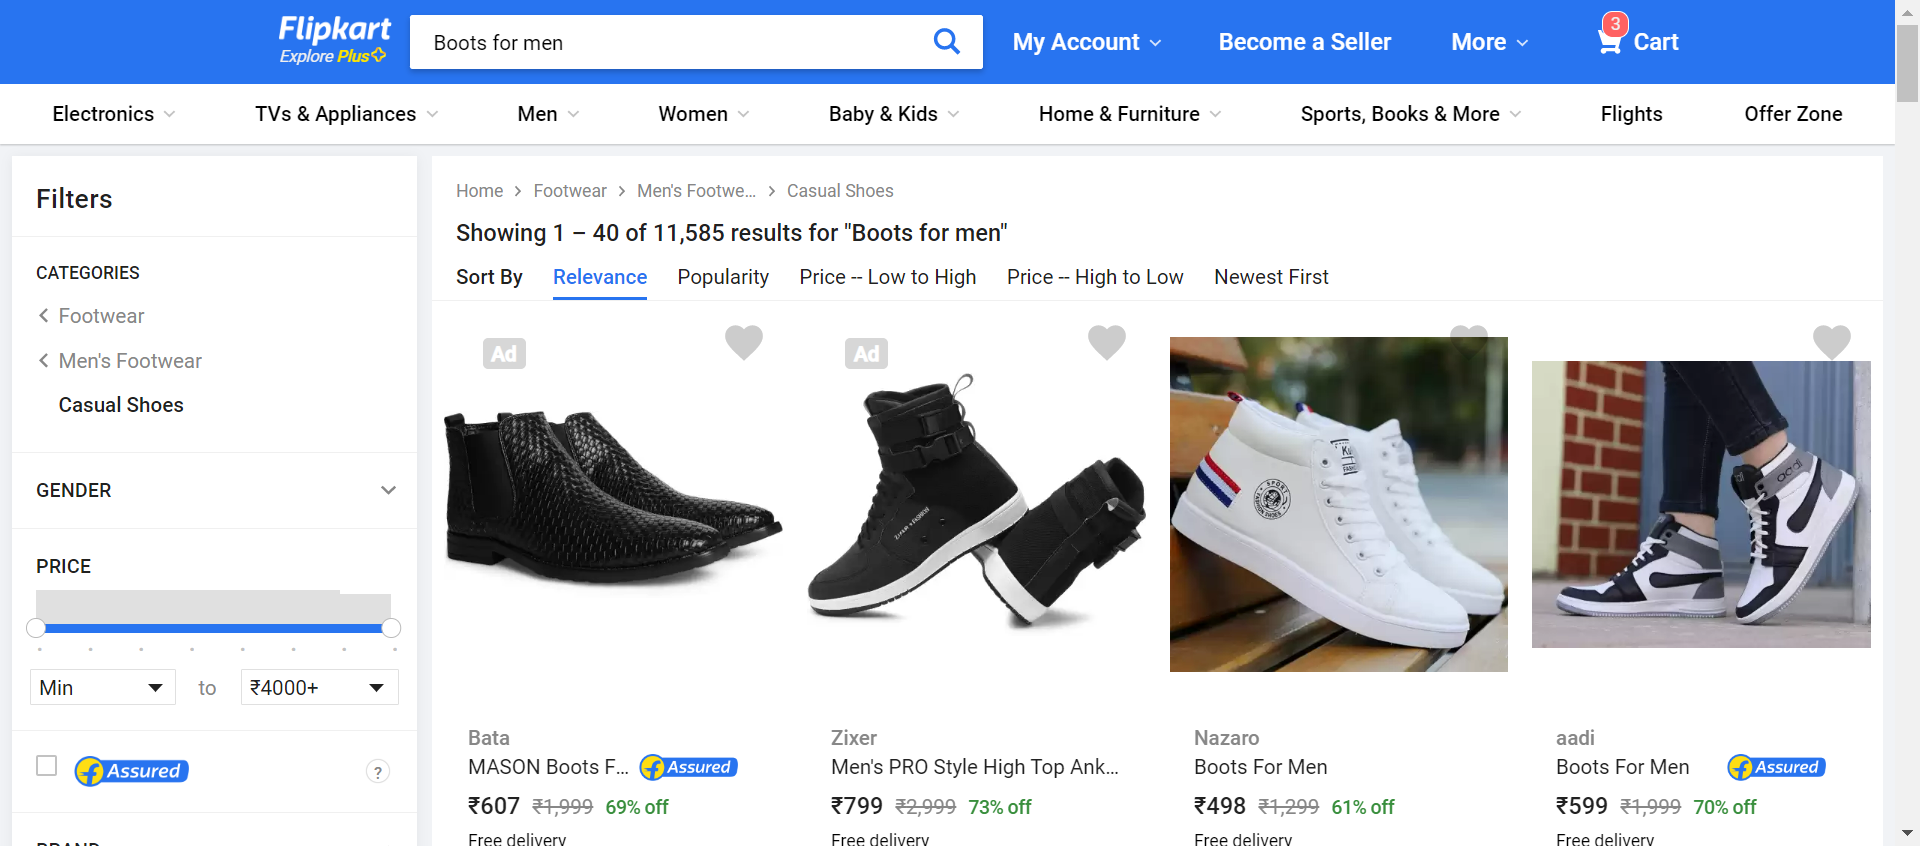 Flipkart
Explore Plus
Boots for men
My Account
Become a Seller
More
3
Cart
Electronics
TVs & Appliances
Men
Women
Baby & Kids
Home & Furniture
Sports, Books & More
Flights
Offer Zone
Filters
CATEGORIES
Footwear
Men's Footwear
Casual Shoes
GENDER
PRICE
Min to ₹4000+
Assured ?
Home > Footwear > Men's Footwe... > Casual Shoes
Showing 1 – 40 of 11,585 results for "Boots for men"
Sort By Relevance Popularity Price -- Low to High Price -- High to Low Newest First
Ad
Ad
SPORT
aadi
Bata
MASON Boots F... Assured
₹607 ₹1,999 69% off
Free delivery
Zixer
Men's PRO Style High Top Ank...
₹799 ₹2,999 73% off
Free delivery
Nazaro
Boots For Men
₹498 ₹1,299 61% off
Free delivery
aadi
Boots For Men Assured
₹599 ₹1,999 70% off
Free delivery